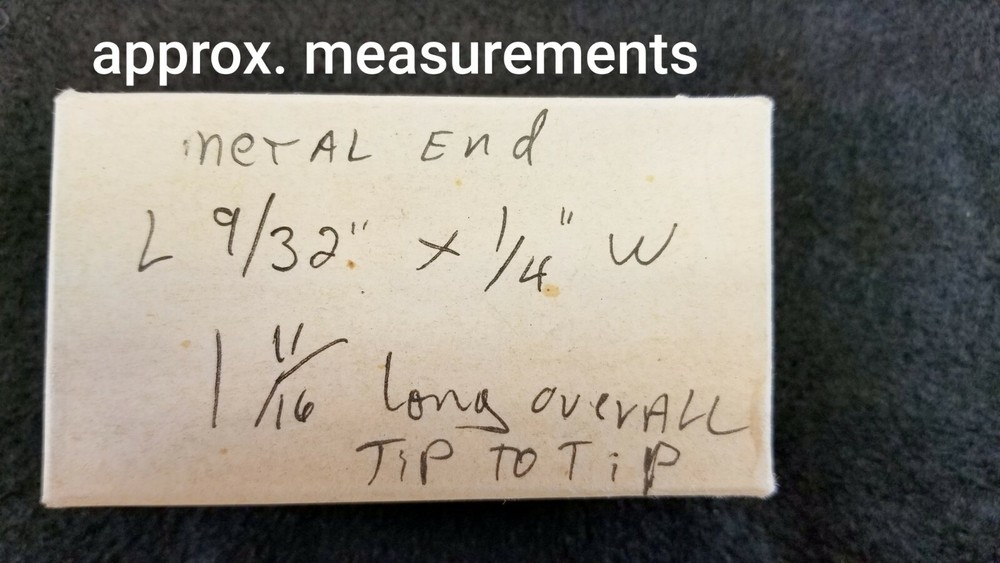 approx. measurements
meTAL End
L 9/32" x 1/4" W
1 11/16 Long overALL
TiP TO TiP